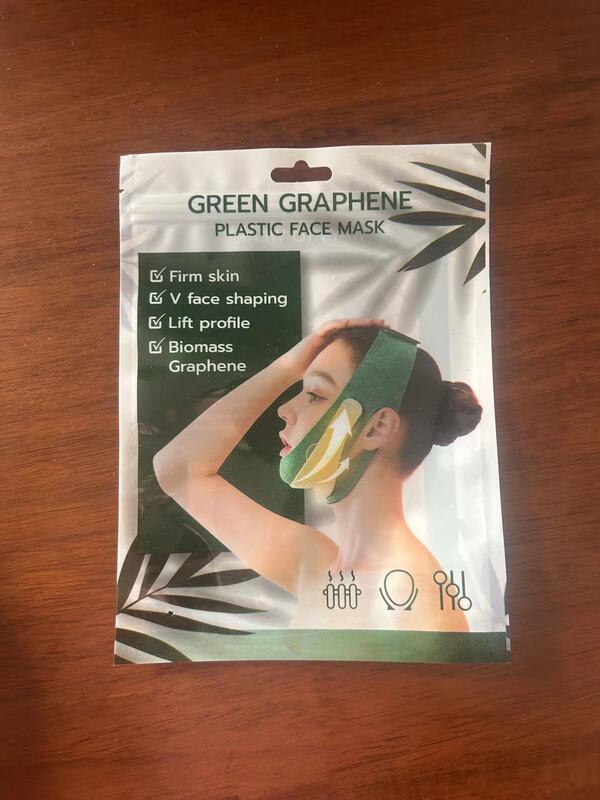 GREEN GRAPHENE
PLASTIC FACE MASK
Firm skin
V face shaping
Lift profile
Biomass
Graphene